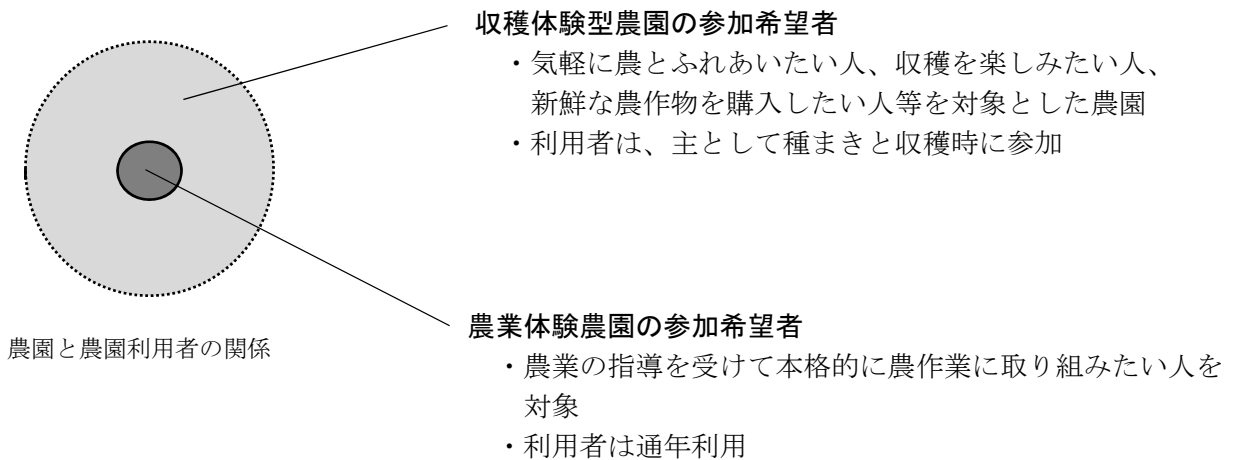 収穫体験型農園の参加希望者
・気軽に農とふれあいたい人、収穫を楽しみたい人、
新鮮な農作物を購入したい人等を対象とした農園
・利用者は、主として種まきと収穫時に参加
農業体験農園の参加希望者
・農業の指導を受けて本格的に農作業に取り組みたい人を
対象
・利用者は通年利用
農園と農園利用者の関係